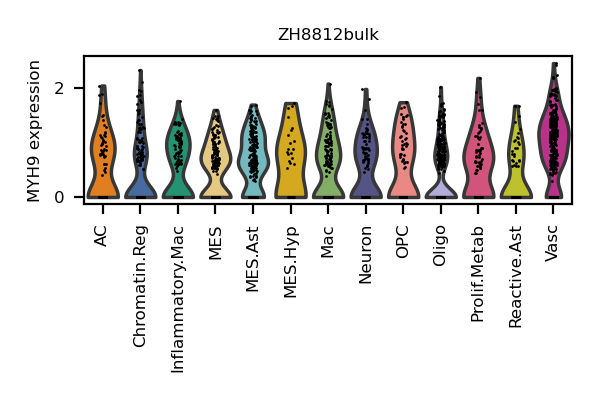 ZH8812bulk
MYH9 expression
2
0
AC
Chromatin.Reg
Inflammatory.Mac
MES
MES.Ast
MES.Hyp
Mac
Neuron
OPC
Oligo
Prolif.Metab
Reactive.Ast
Vasc